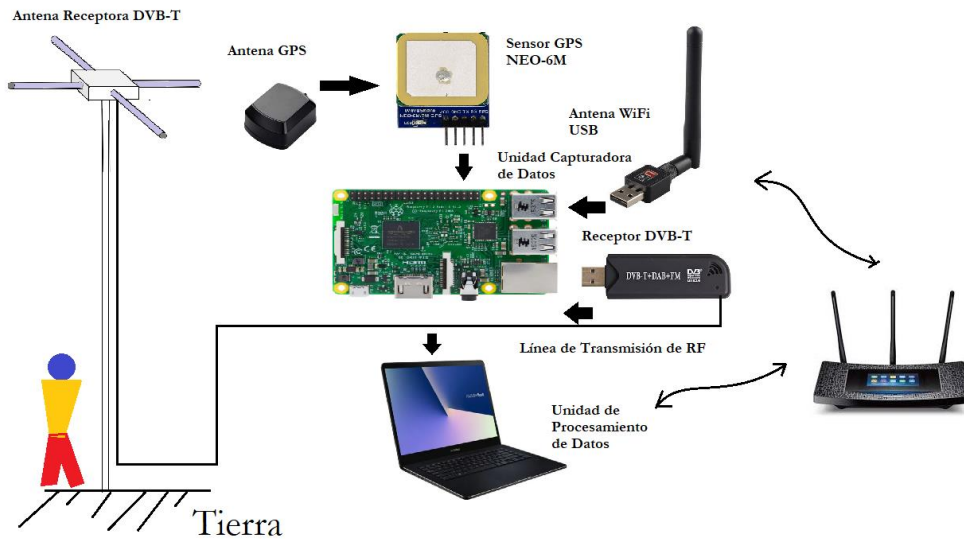 Antena Receptora DVB-T
Antena GPS
Sensor GPS
NEO-6M
Antena WiFi
USB
Unidad Capturadora
de Datos
Receptor DVB-T
DVB-T+DAB+FM
Línea de Transmisión de RF
Unidad de
Procesamiento
de Datos
Tierra